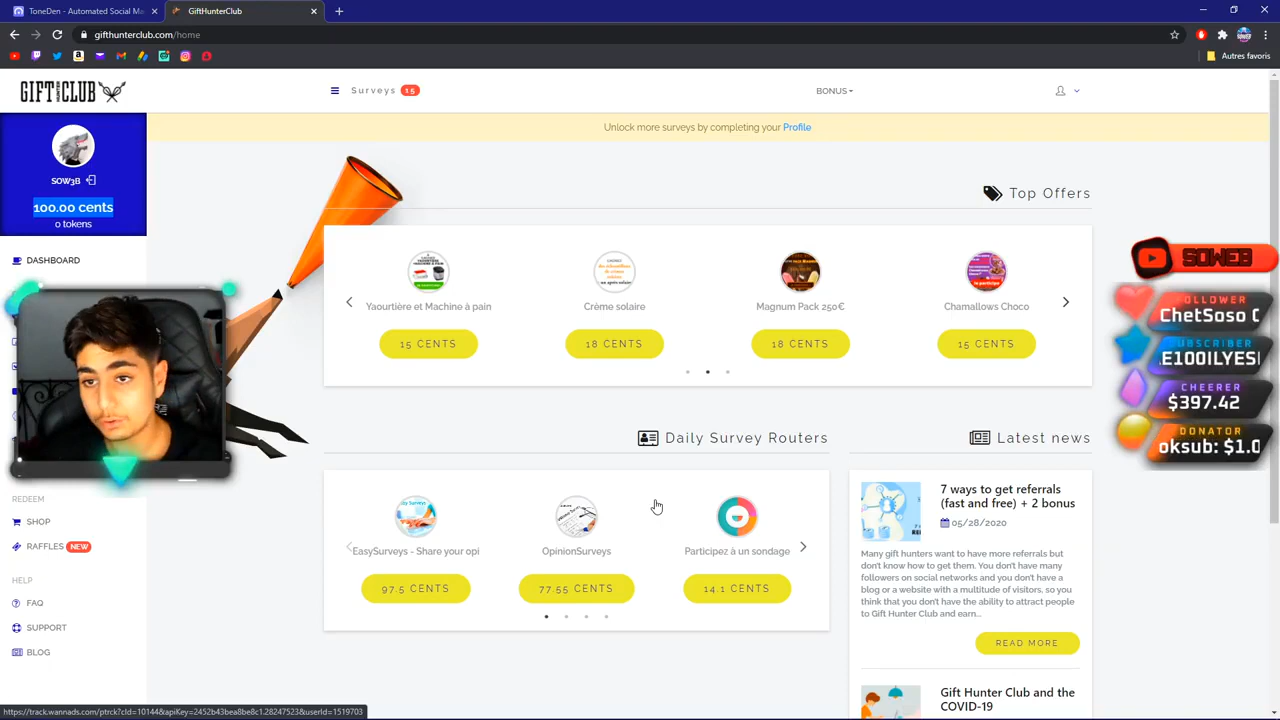 ToneDen - Automated Social Ma
GiftHunterClub
gifthunterclub.com/home
Autres favoris
GIFT HUNTER CLUB
Surveys 15
BONUS
Unlock more surveys by completing your Profile
SOW3B
100.00 cents
0 tokens
DASHBOARD
REDEEM
SHOP
RAFFLES NEW
HELP
FAQ
SUPPORT
BLOG
Top Offers
Yaourtière et Machine à pain
15 CENTS
Crème solaire
18 CENTS
Magnum Pack 250€
18 CENTS
Chamallows Choco
15 CENTS
Daily Survey Routers
EasySurveys - Share your opi
97.5 CENTS
OpinionSurveys
77.55 CENTS
Participez à un sondage
14.1 CENTS
Latest news
7 ways to get referrals
(fast and free) + 2 bonus
05/28/2020
Many gift hunters want to have more referrals but
don't know how to get them. You don't have many
followers on social networks and you don't have a
blog or a website with a multitude of visitors, so you
think that you don't have the ability to attract people
to Gift Hunter Club and earn...
READ MORE
Gift Hunter Club and the
COVID-19
SOWEB
FOLLOWER
ChetSoso
SUBSCRIBER
E100ILYES
CHEERER
$397.42
DONATOR
oksub: $1.0
https://track.wannads.com/ptrck?cId=10144&apiKey=2452b43bea8be8c1.28247523&userId=1519703